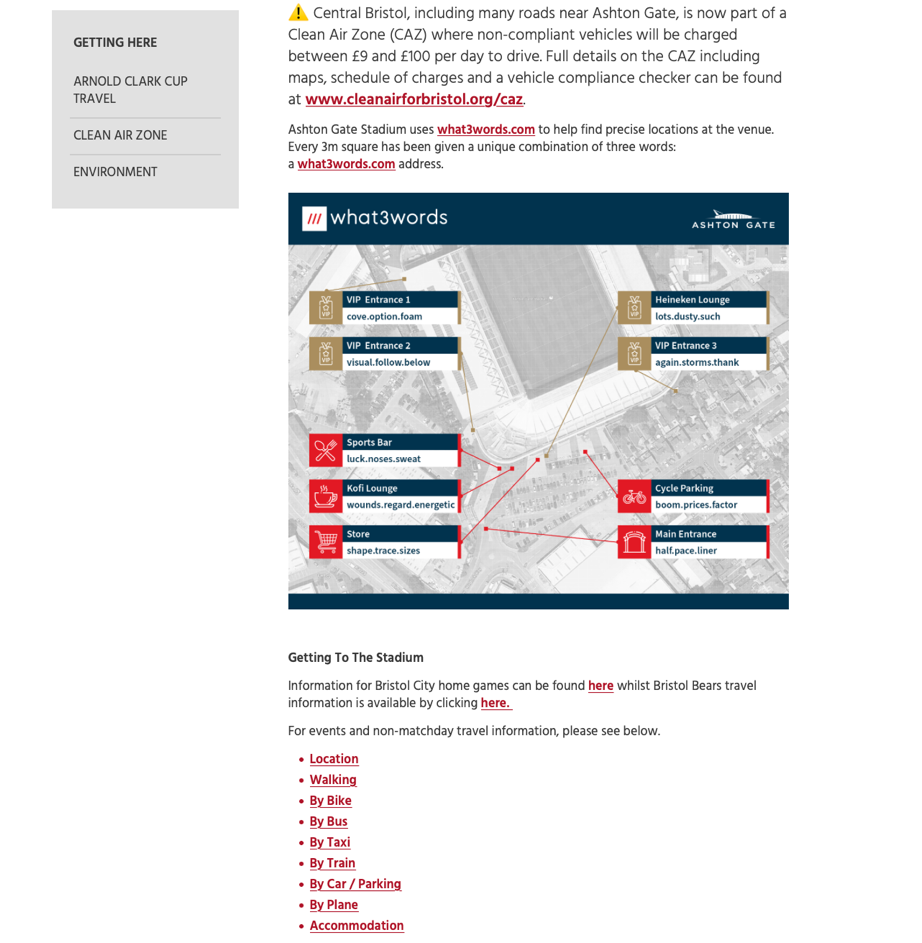 GETTING HERE
ARNOLD CLARK CUP
TRAVEL
CLEAN AIR ZONE
ENVIRONMENT
⚠️ Central Bristol, including many roads near Ashton Gate, is now part of a
Clean Air Zone (CAZ) where non-compliant vehicles will be charged
between £9 and £100 per day to drive. Full details on the CAZ including
maps, schedule of charges and a vehicle compliance checker can be found
at www.cleanairforbristol.org/caz.
Ashton Gate Stadium uses what3words.com to help find precise locations at the venue.
Every 3m square has been given a unique combination of three words:
a what3words.com address.
/// what3words
ASHTON GATE
VIP Entrance 1
cove.option.foam
VIP Entrance 2
visual.follow.below
Heineken Lounge
lots.dusty.such
VIP Entrance 3
again.storms.thank
Sports Bar
luck.noses.sweat
Kofi Lounge
wounds.regard.energetic
Store
shape.trace.sizes
Cycle Parking
boom.prices.factor
Main Entrance
half.pace.liner
VIP
VIP
VIP
VIP
Getting To The Stadium
Information for Bristol City home games can be found here whilst Bristol Bears travel
information is available by clicking here.
For events and non-matchday travel information, please see below.
• Location
• Walking
• By Bike
• By Bus
• By Taxi
• By Train
• By Car / Parking
• By Plane
• Accommodation